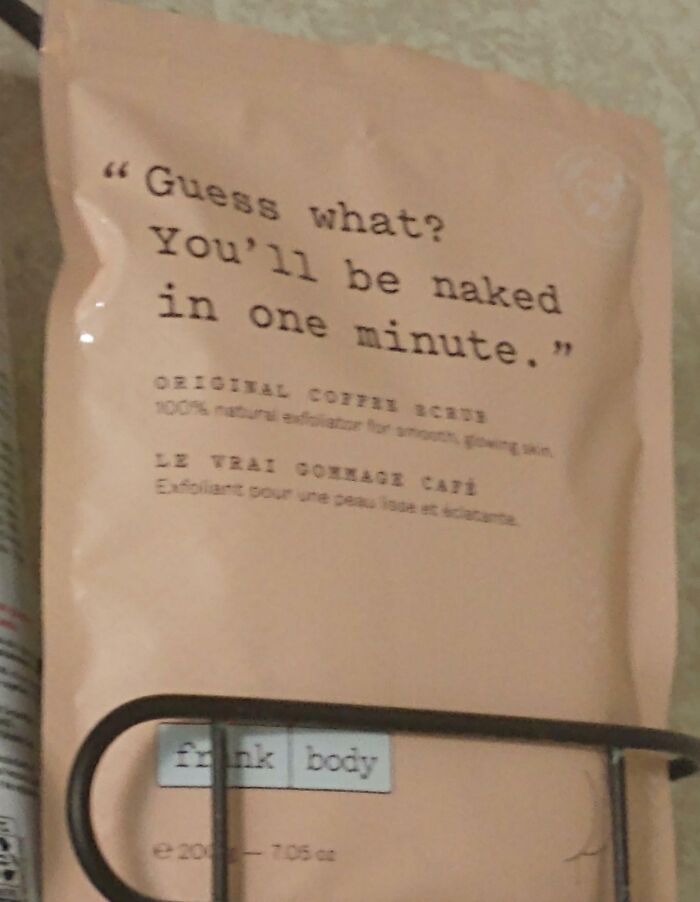 “Guess what?
You'll be naked
in one minute.”
ORIGINAL COFFEE SCRUB
100% natural exfoliator for smooth, glowing skin.
LE VRAI GOMMAGE CAFÉ
Exfoliant pour une peau lisse et éclatante.
body
7.05 oz